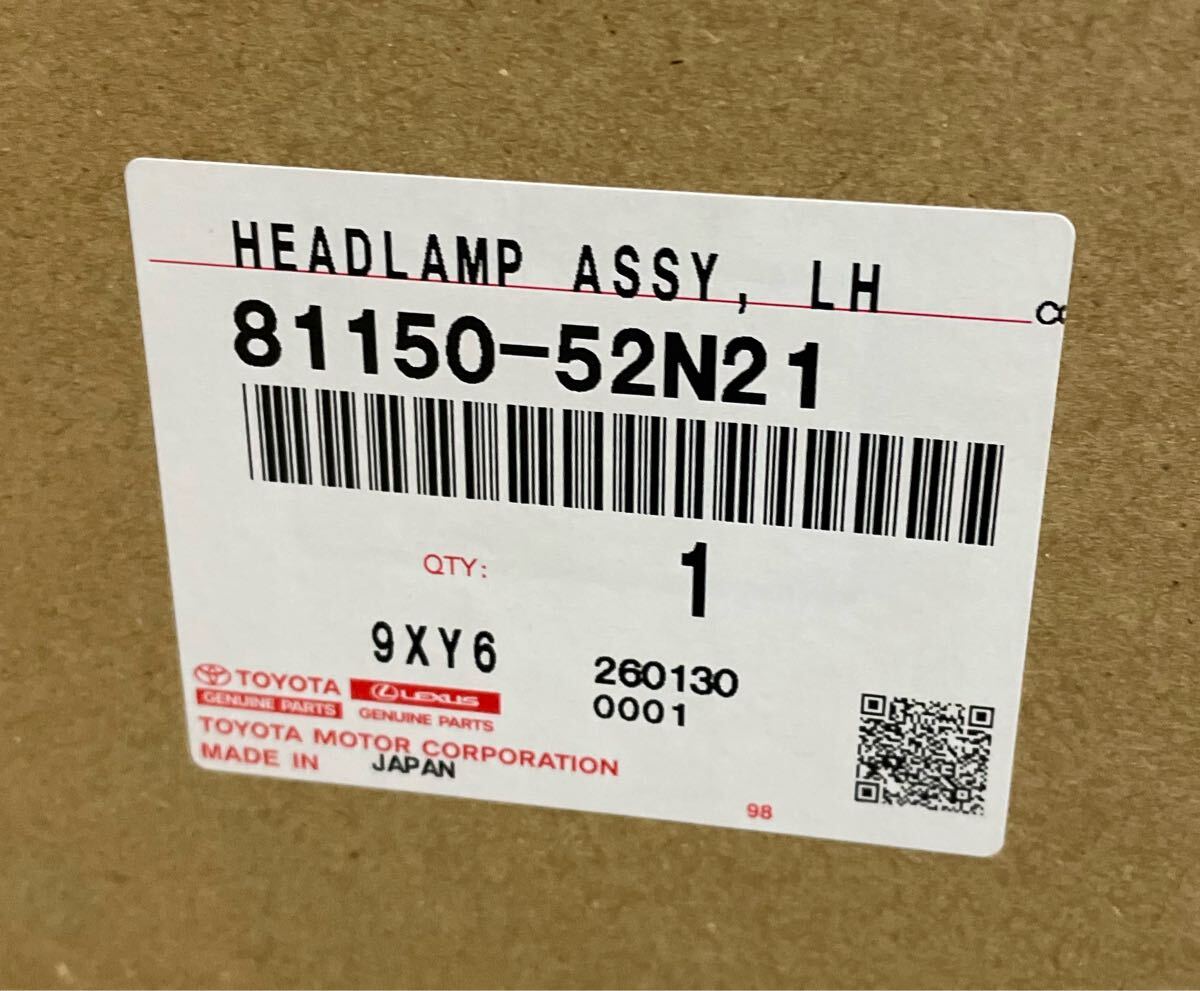 HEADLAMP ASSY, LH
81150-52N21
QTY: 1
9XY6
260130
0001
TOYOTA
GENUINE PARTS
LEXUS
GENUINE PARTS
TOYOTA MOTOR CORPORATION
MADE IN JAPAN
98